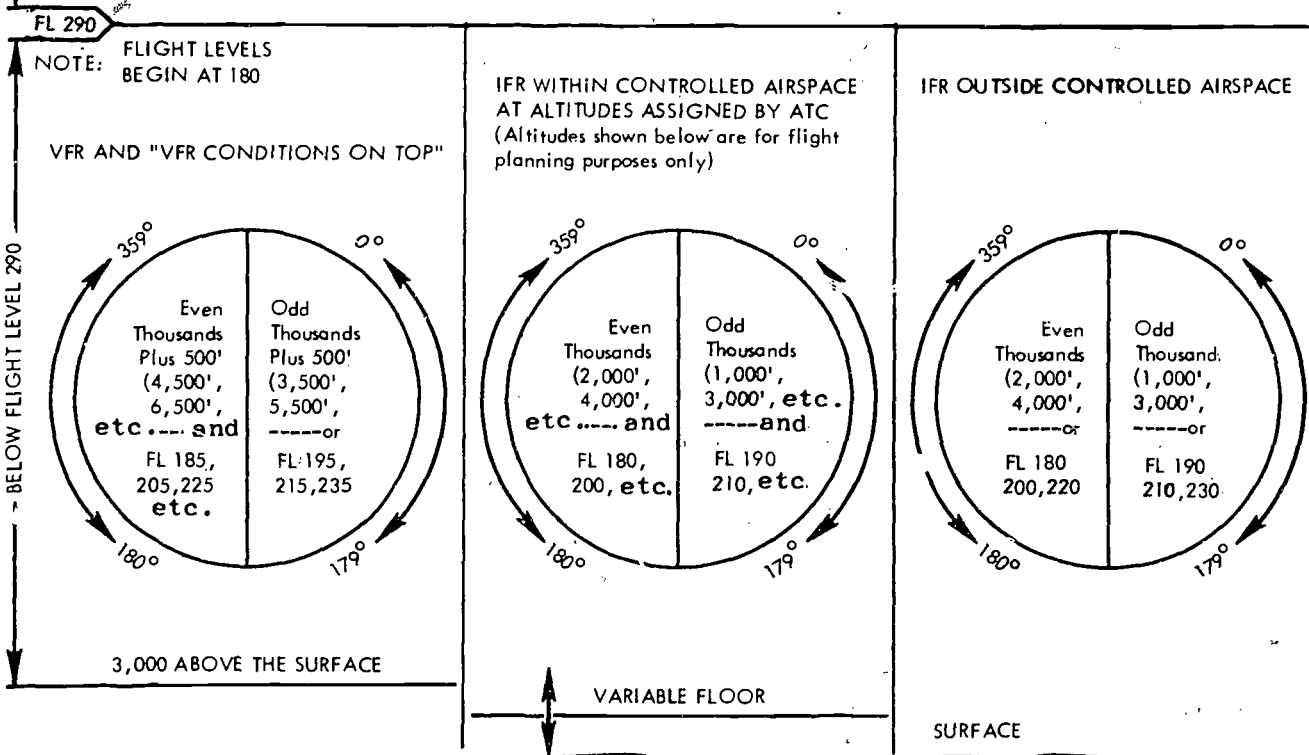 FL 290
NOTE: FLIGHT LEVELS
BEGIN AT 180
VFR AND "VFR CONDITIONS ON TOP"
BELOW FLIGHT LEVEL 290
359°
0°
Even
Thousands
Plus 500'
(4,500',
6,500',
etc.---- and
FL 185,
205,225
etc.
Odd
Thousands
Plus 500'
(3,500',
5,500',
-----or
FL 195,
215,235
180°
179°
3,000 ABOVE THE SURFACE
IFR WITHIN CONTROLLED AIRSPACE
AT ALTITUDES ASSIGNED BY ATC
(Altitudes shown below are for flight
planning purposes only)
359°
0°
Even
Thousands
(2,000',
4,000',
etc.---- and
FL 180,
200, etc.
Odd
Thousands
(1,000',
3,000', etc.
-----and
FL 190
210, etc.
180°
179°
VARIABLE FLOOR
IFR OUTSIDE CONTROLLED AIRSPACE
359°
0°
Even
Thousands
(2,000',
4,000',
-----or
FL 180
200,220
Odd
Thousand.
(1,000',
3,000',
-----or
FL 190
210,230
180°
179°
SURFACE